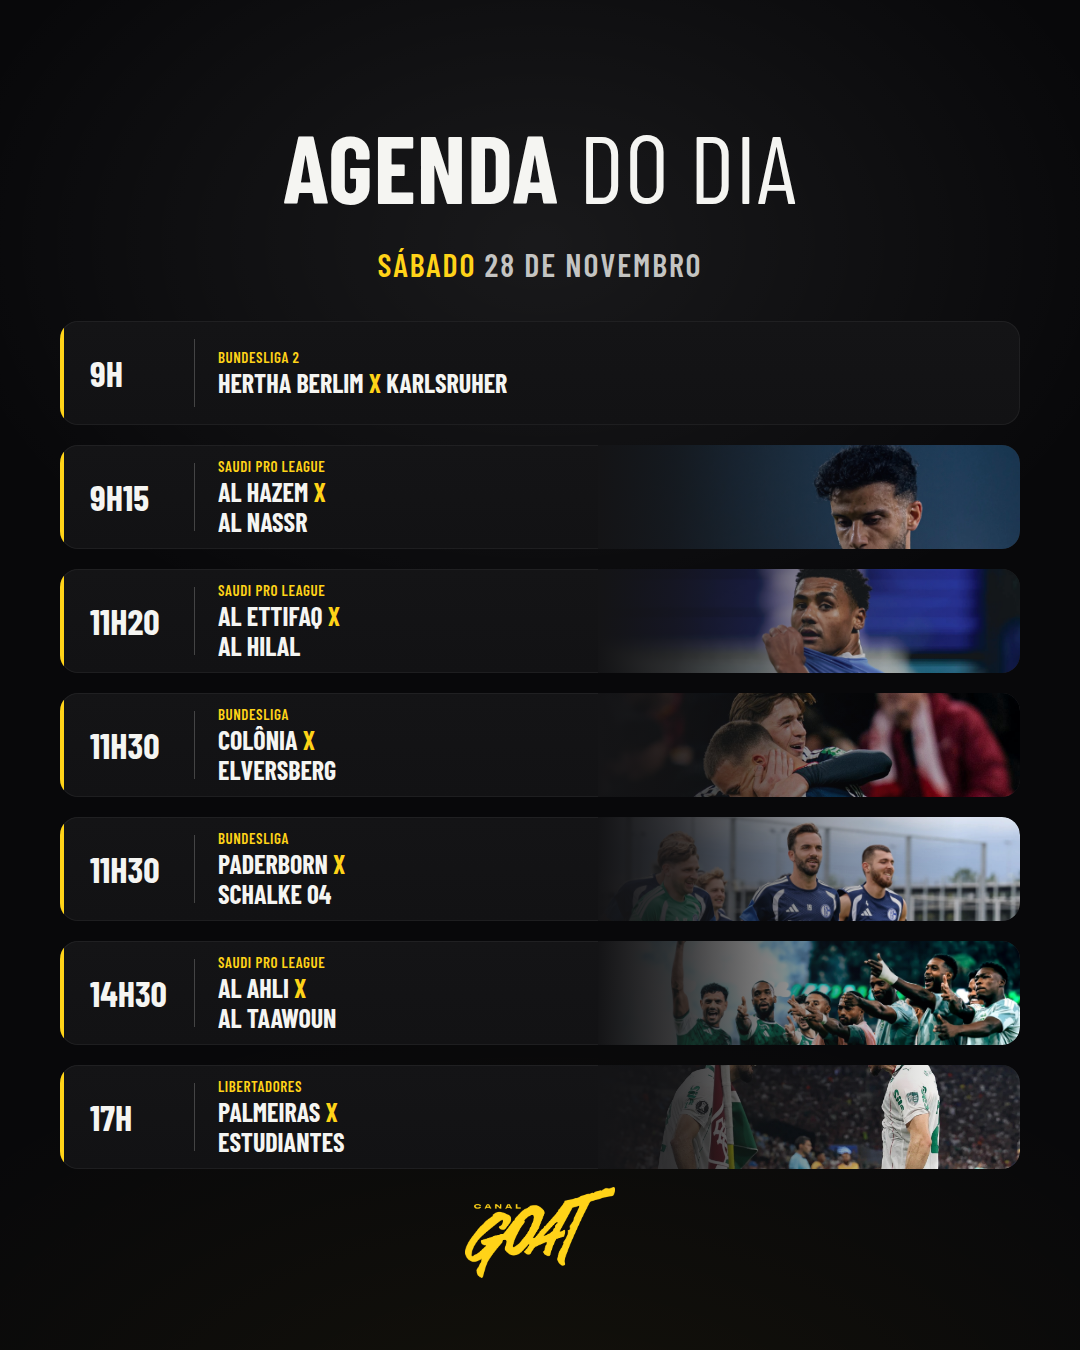 AGENDA DO DIA
SÁBADO 28 DE NOVEMBRO
9H
BUNDESLIGA 2
HERTHA BERLIM X KARLSRUHER
9H15
SAUDI PRO LEAGUE
AL HAZEM X
AL NASSR
11H20
SAUDI PRO LEAGUE
AL ETTIFAQ X
AL HILAL
11H30
BUNDESLIGA
COLÔNIA X
ELVERSBERG
11H30
BUNDESLIGA
PADERBORN X
SCHALKE 04
14H30
SAUDI PRO LEAGUE
AL AHLI X
AL TAAWOUN
17H
LIBERTADORES
PALMEIRAS X
ESTUDIANTES
CANAL
GOAT